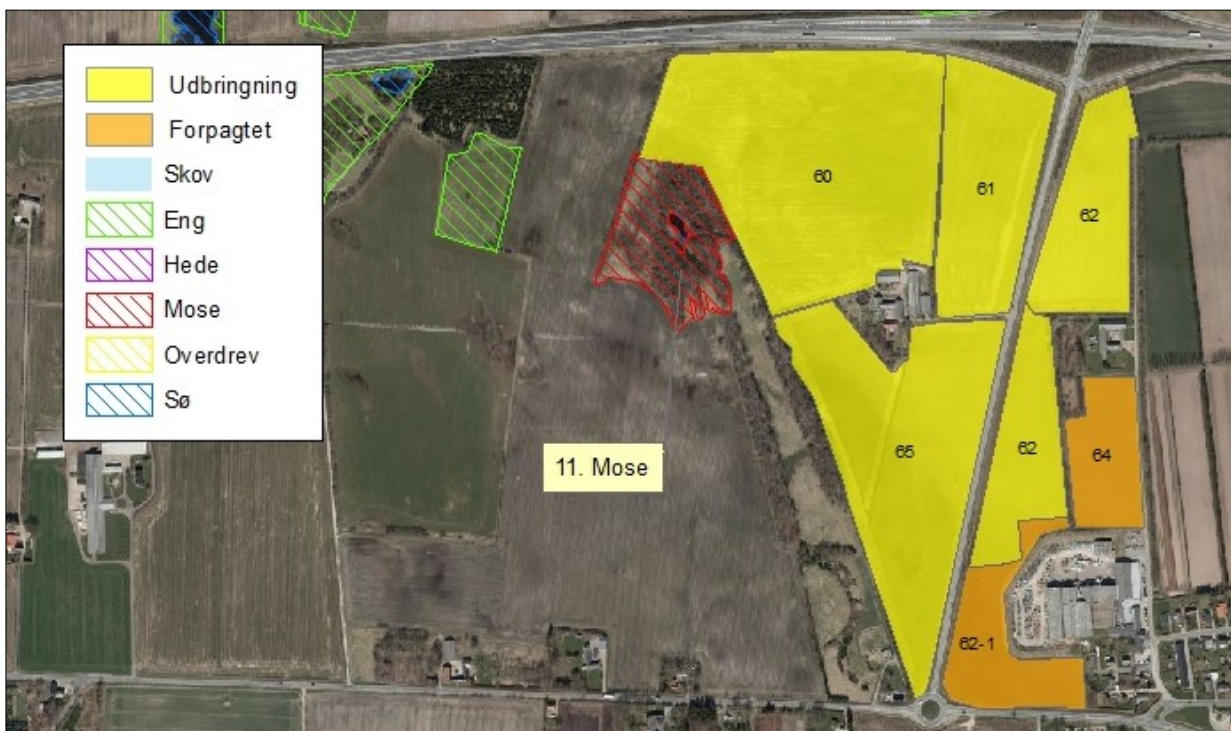 Udbringning
Forpagtet
Skov
Eng
Hede
Mose
Overdrev
Sø
60
61
62
11. Mose
65
62
64
62-1